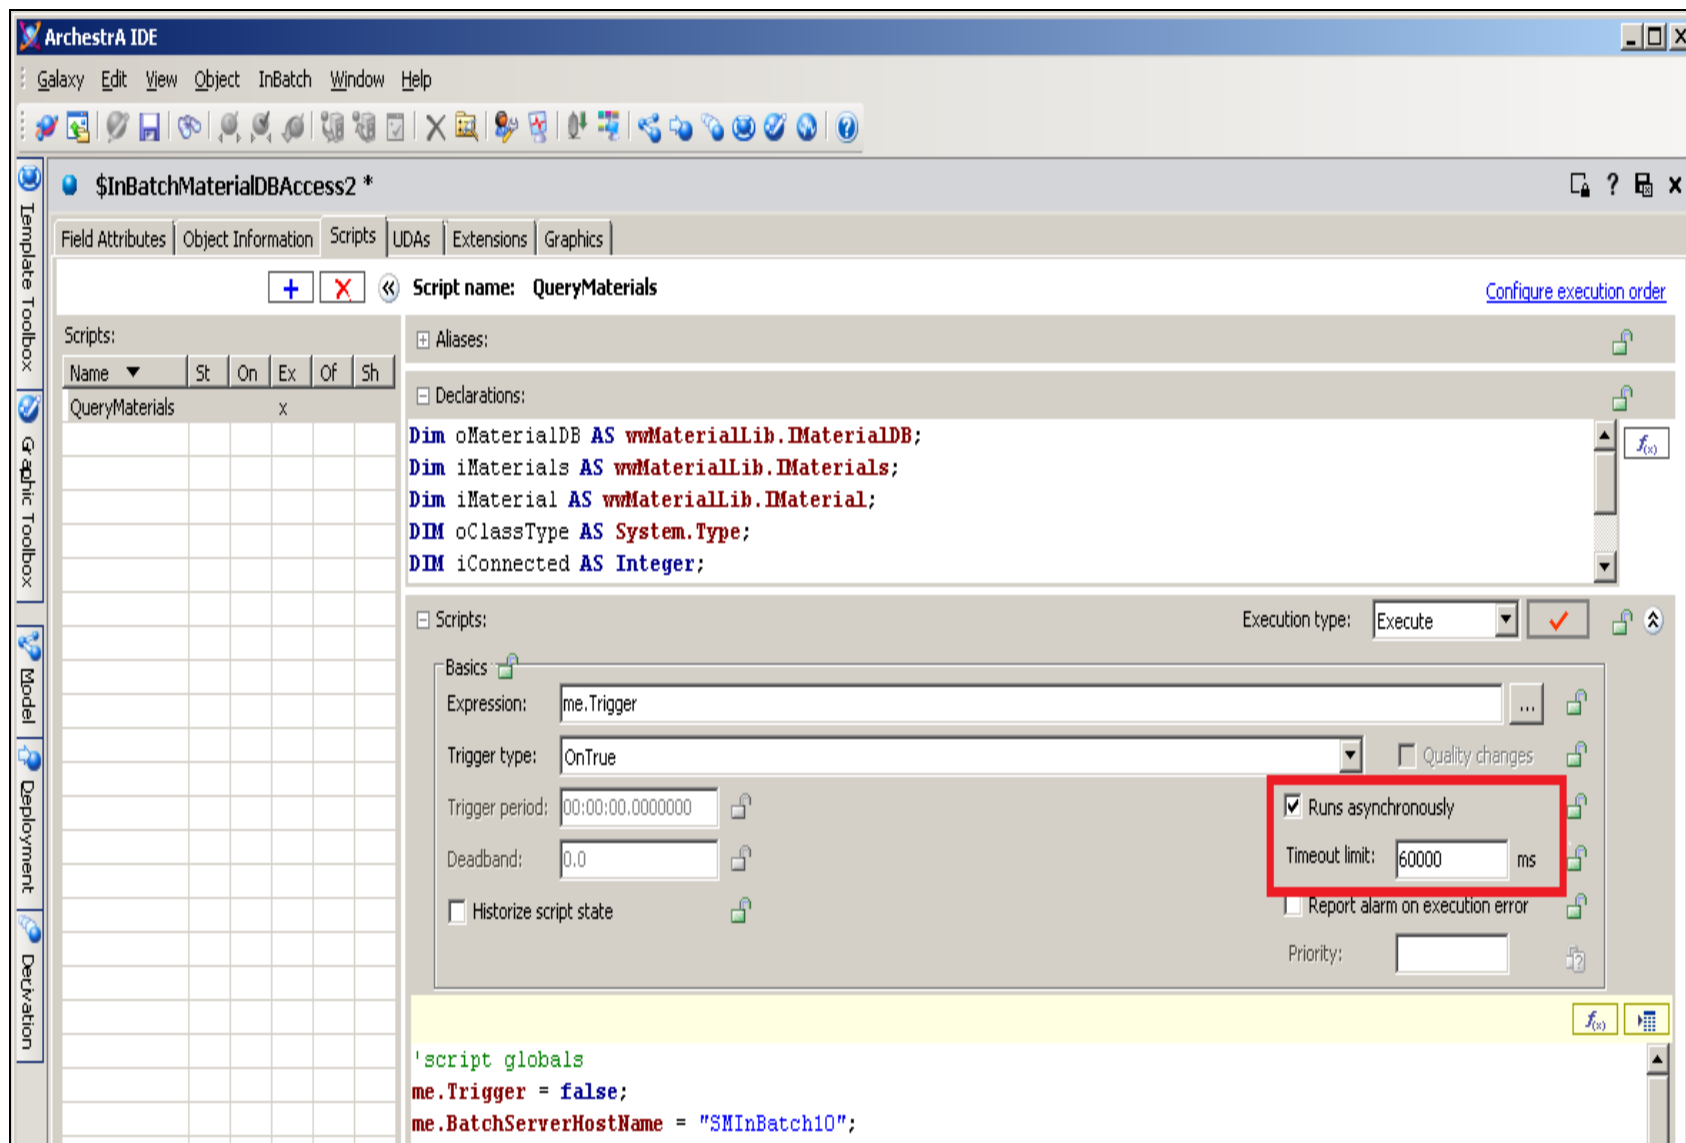 ArchestrA IDE
Galaxy Edit View Object InBatch Window Help
$InBatchMaterialDBAccess2 *
Field Attributes Object Information Scripts UDAs Extensions Graphics
Script name: QueryMaterials Configure execution order
Scripts:
Name St On Ex Of Sh
QueryMaterials x
Aliases:
Declarations:
Dim oMaterialDB AS wwMaterialLib.IMaterialDB;
Dim iMaterials AS wwMaterialLib.IMaterials;
Dim iMaterial AS wwMaterialLib.IMaterial;
DIM oClassType AS System.Type;
DIM iConnected AS Integer;
f(x)
Scripts: Execution type: Execute
Basics
Expression: me.Trigger ...
Trigger type: OnTrue Quality changes
Trigger period: 00:00:00.0000000 Runs asynchronously
Deadband: 0.0 Timeout limit: 60000 ms
Historize script state Report alarm on execution error
Priority:
f(x)
'script globals
me.Trigger = false;
me.BatchServerHostName = "SMInBatch10";
Template Toolbox
Graphic Toolbox
Model
Deployment
Derivation